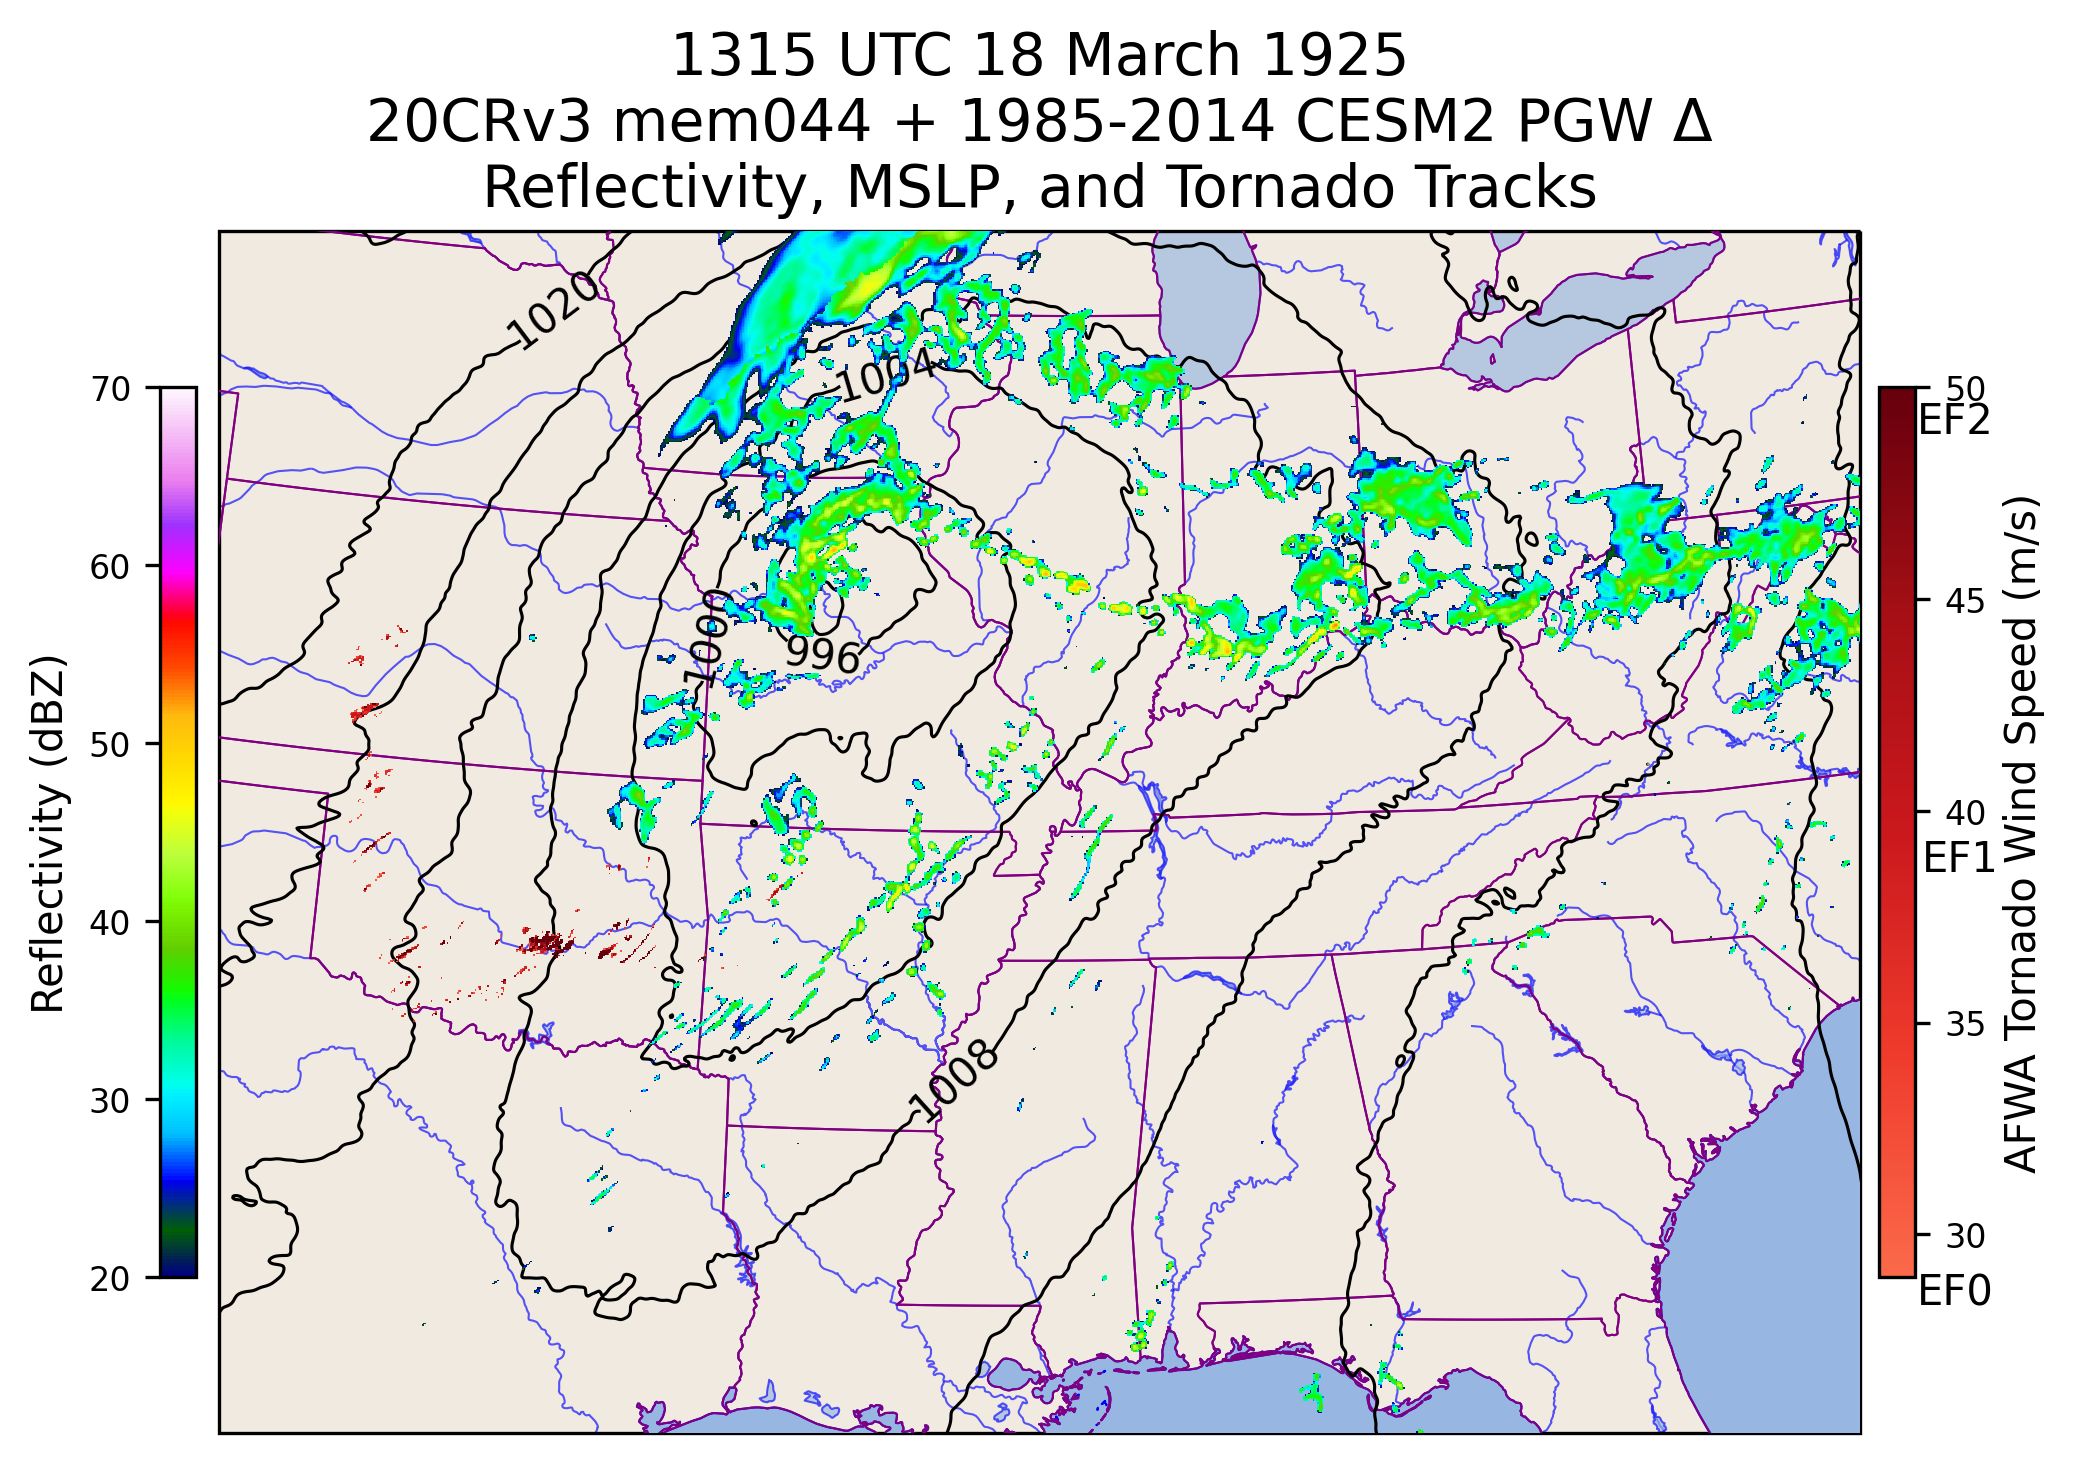 1315 UTC 18 March 1925
20CRv3 mem044 + 1985-2014 CESM2 PGW Δ
Reflectivity, MSLP, and Tornado Tracks
Reflectivity (dBZ)
70
60
50
40
30
20
1020
1004
1000
996
1008
50
EF2
45
40
EF1
35
30
EF0
AFWA Tornado Wind Speed (m/s)